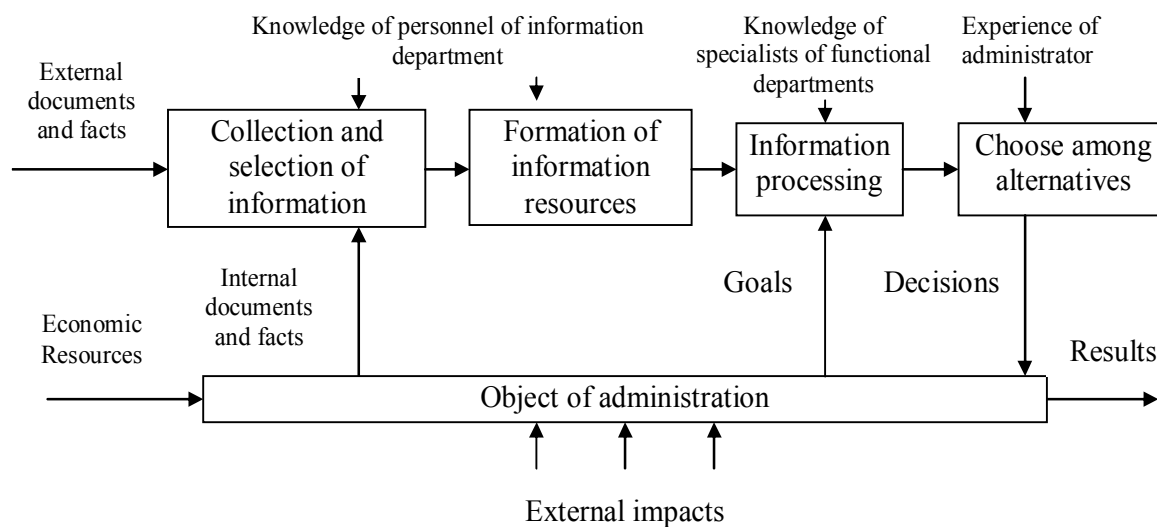 Knowledge of personnel of information
department
Knowledge of
specialists of functional
departments
Experience of
administrator
External
documents
and facts
Collection and
selection of
information
Formation of
information
resources
Information
processing
Choose among
alternatives
Internal
documents
and facts
Goals
Decisions
Economic
Resources
Results
Object of administration
External impacts